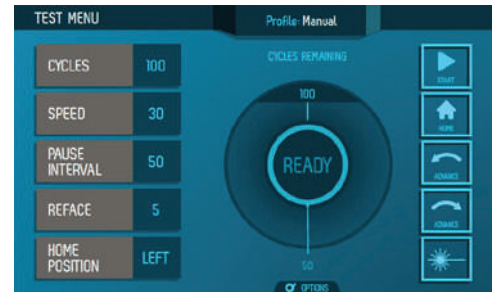 TEST MENU
Profile: Manual
CYCLES 100
SPEED 30
PAUSE INTERVAL 50
REFACE 5
HOME POSITION LEFT
CYCLES REMAINING
100
READY
50
OPTIONS
START
HOME
ADVANCE
ADVANCE